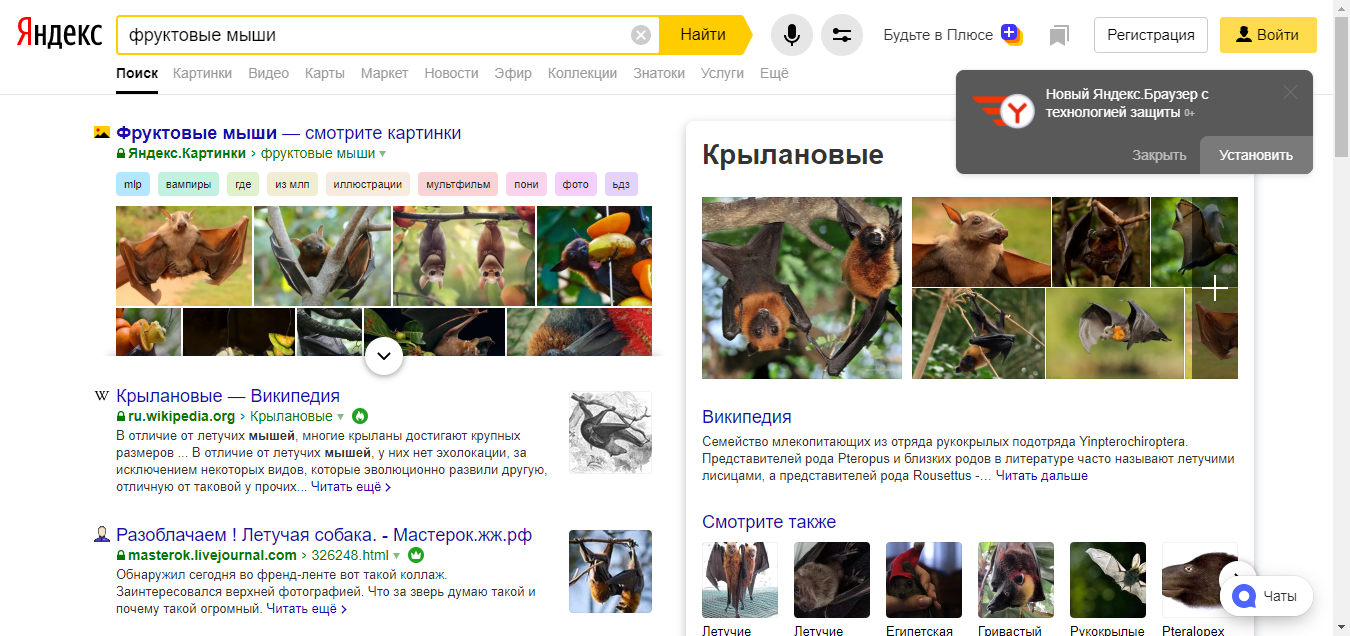 Яндекс
фруктовые мыши
Найти
Будьте в Плюсе
Регистрация
Войти
Поиск Картинки Видео Карты Маркет Новости Эфир Коллекции Знатоки Услуги Ещё
Новый Яндекс.Браузер с
технологией защиты 0+
Закрыть
Установить
Фруктовые мыши — смотрите картинки
Яндекс.Картинки › фруктовые мыши
mlp вампиры где из млп иллюстрации мультфильм пони фото ьдз
Крылановые — Википедия
ru.wikipedia.org › Крылановые
В отличие от летучих мышей, многие крыланы достигают крупных
размеров ... В отличие от летучих мышей, у них нет эхолокации, за
исключением некоторых видов, которые эволюционно развили другую,
отличную от таковой у прочих... Читать ещё ›
Разоблачаем ! Летучая собака. - Мастерок.жж.рф
masterok.livejournal.com › 326248.html
Обнаружил сегодня во френд-ленте вот такой коллаж.
Заинтересовался верхней фотографией. Что за зверь думаю такой и
почему такой огромный. Читать ещё ›
Крылановые
Википедия
Семейство млекопитающих из отряда рукокрылых подотряда Yinpterochiroptera.
Представителей рода Pteropus и близких родов в литературе часто называют летучими
лисицами, а представителей рода Rousettus -... Читать дальше
Смотрите также
Летучие Летучие Египетская Гривастый Рукокрылые Pteralopex
Чаты